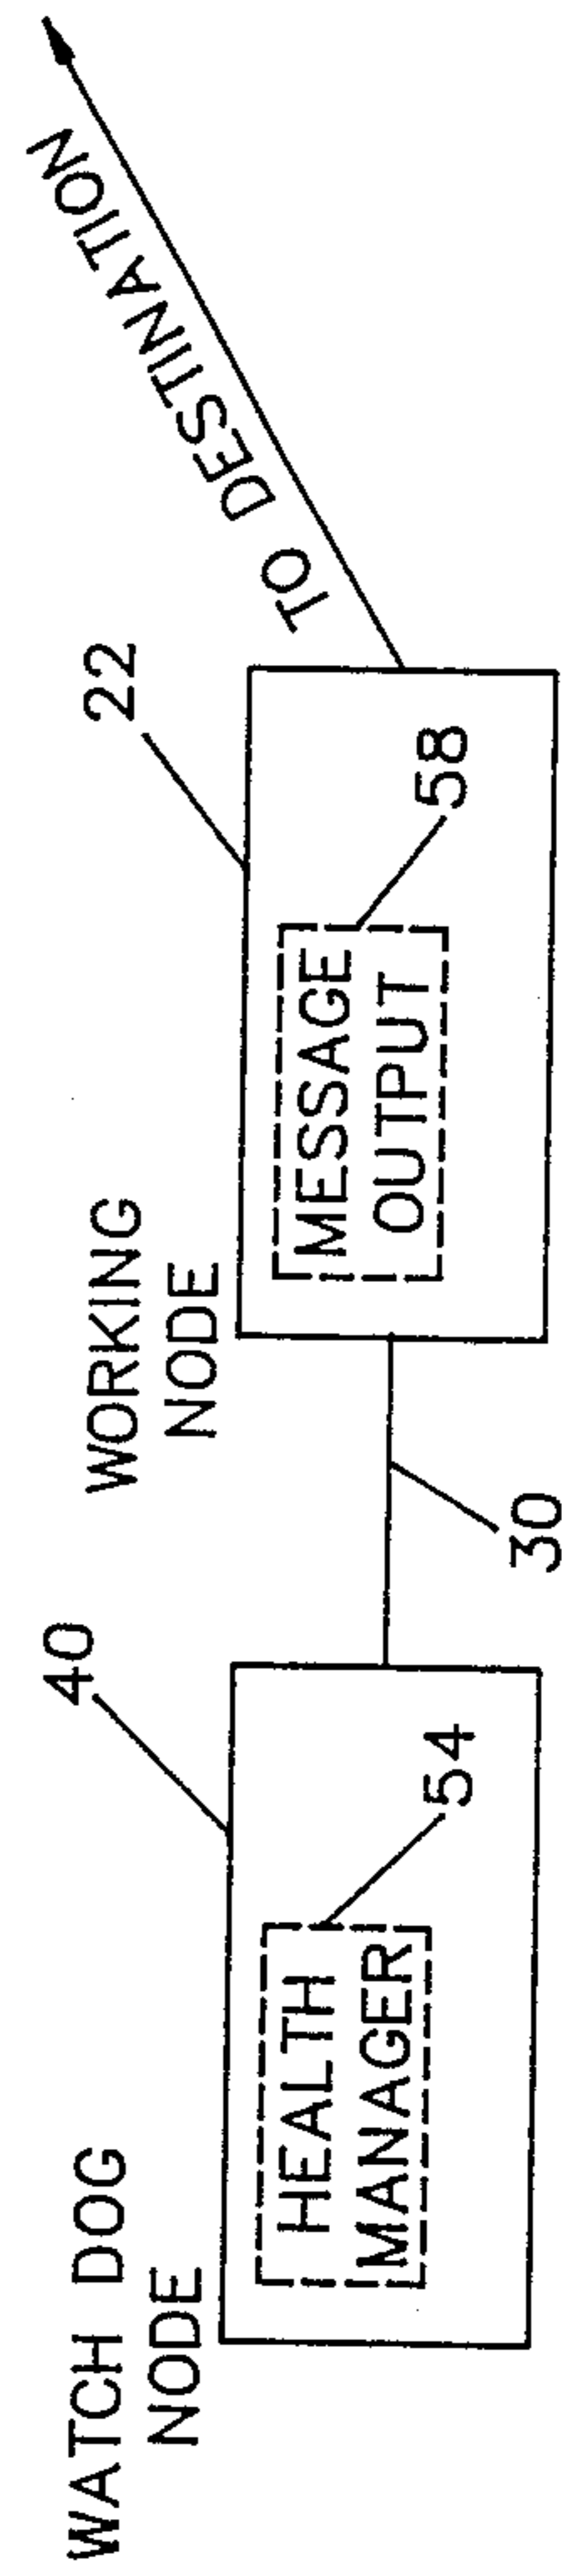 WATCH DOG
NODE
40
HEALTH
MANAGER
54
30
WORKING
NODE
22
MESSAGE
OUTPUT
58
TO DESTINATION